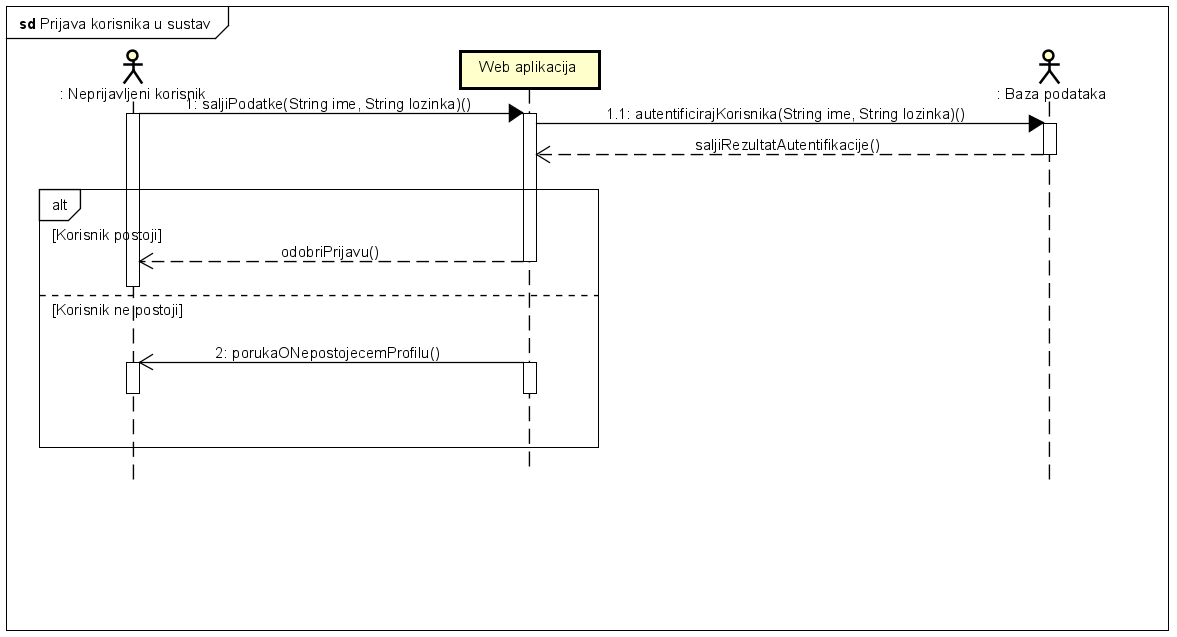 sd Prijava korisnika u sustav
: Neprijavljeni korisnik
Web aplikacija
: Baza podataka
1: saljiPodatke(String ime, String lozinka)()
1.1: autentificirajKorisnika(String ime, String lozinka)()
saljiRezultatAutentifikacije()
alt
[Korisnik postoji]
odobriPrijavu()
[Korisnik ne postoji]
2: porukaONepostojecemProfilu()